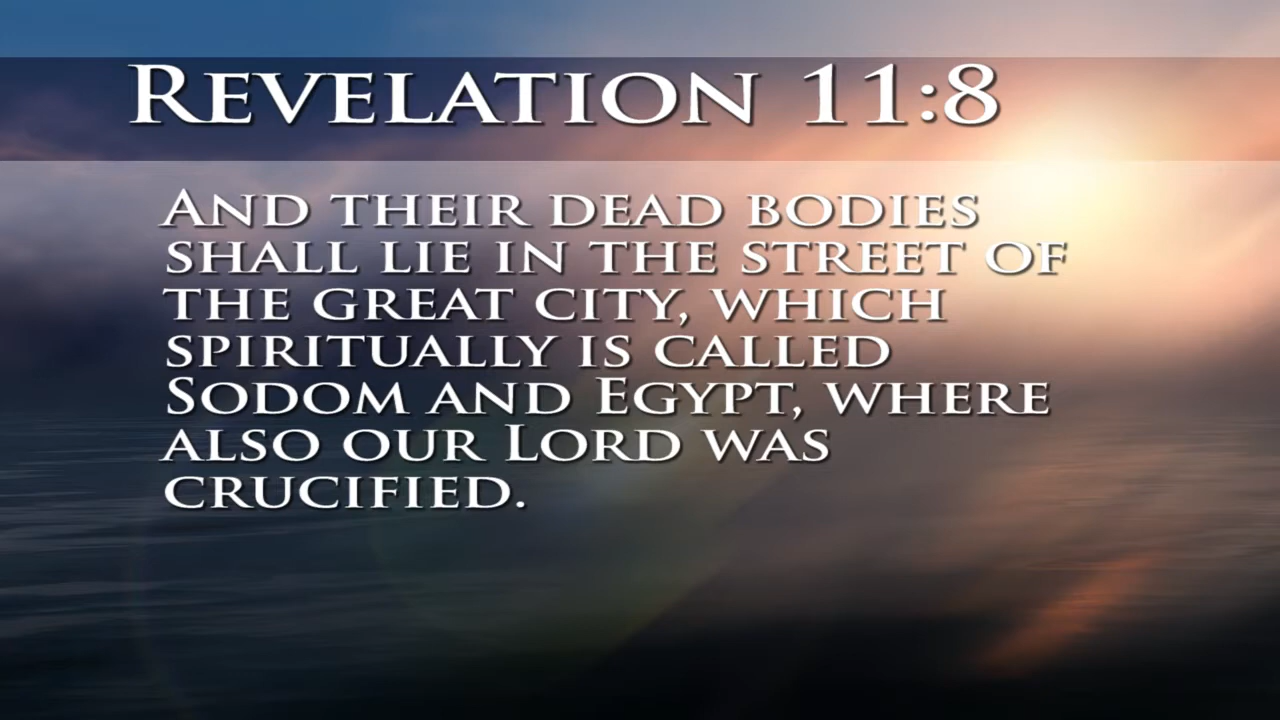 Revelation 11:8
And their dead bodies
shall lie in the street of
the great city, which
spiritually is called
Sodom and Egypt, where
also our Lord was
crucified.